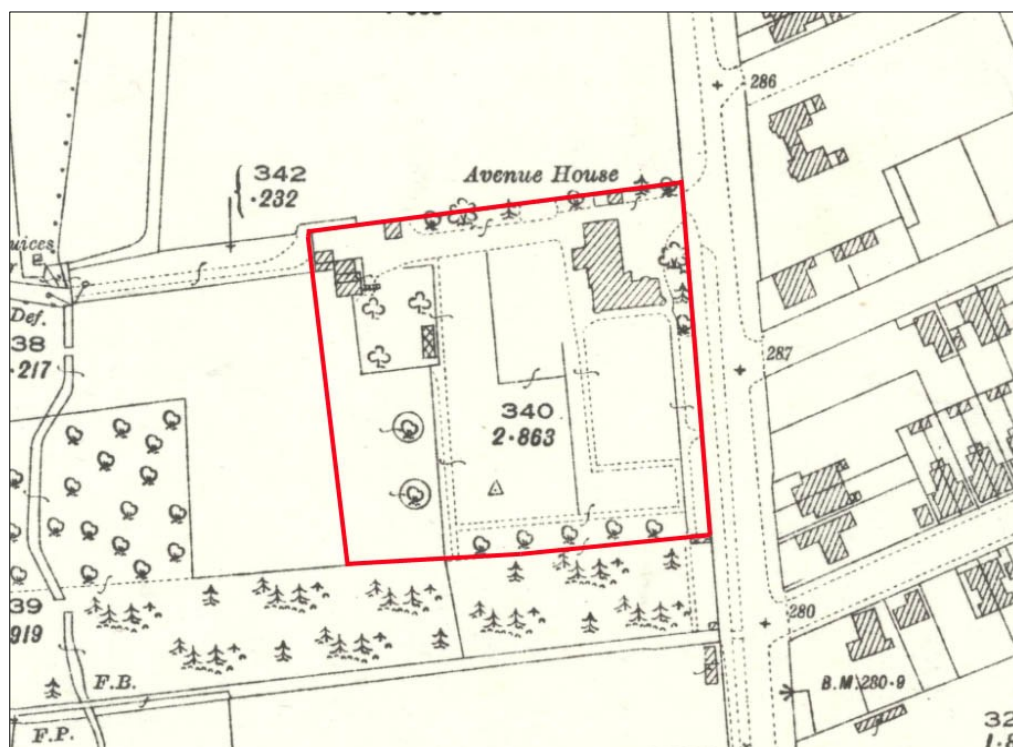 286
342
·232
Avenue House
uices
Def.
38
·217
287
340
2·863
39
919
280
F.B.
B.M. 280·9
F.P.
32